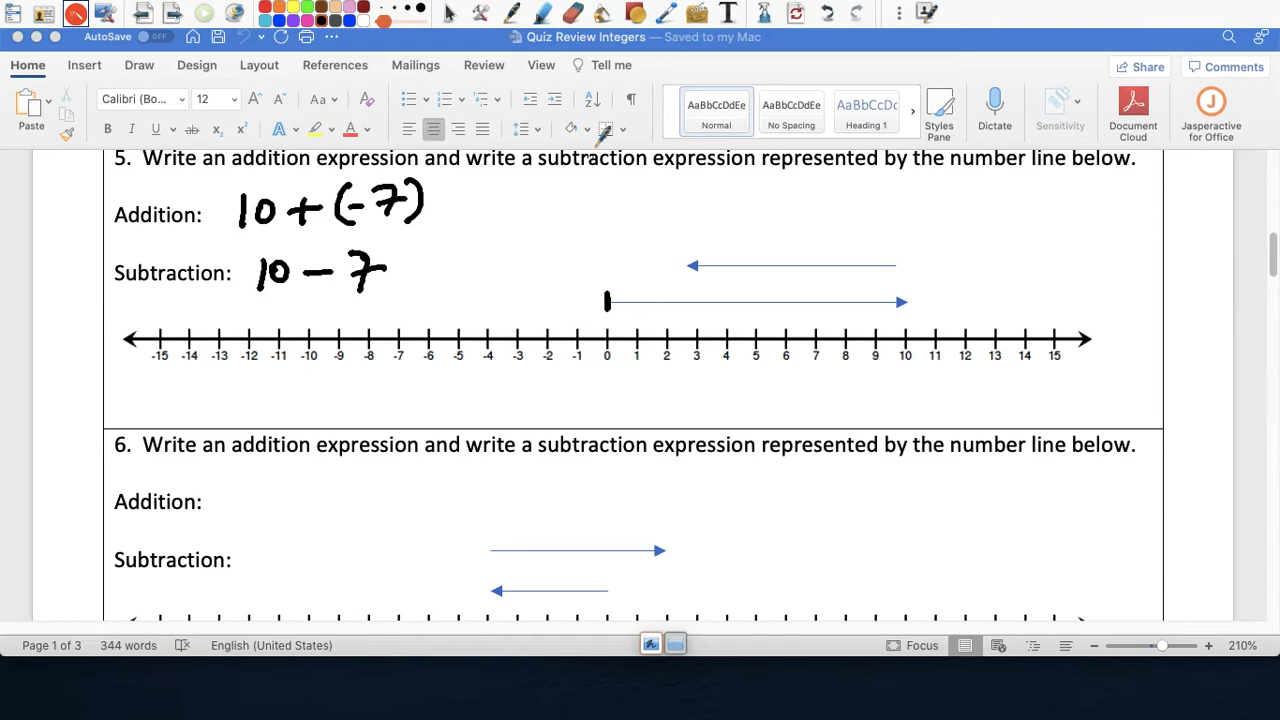 Quiz Review Integers — Saved to my Mac
AutoSave OFF
Home Insert Draw Design Layout References Mailings Review View Tell me Share Comments
Paste Calibri (Bo... 12 Aa AaBbCcDdEe AaBbCcDdEe AaBbCcDc
Normal No Spacing Heading 1 Styles Pane Dictate Sensitivity Document Cloud Jasperactive for Office
5. Write an addition expression and write a subtraction expression represented by the number line below.
Addition: 10 + (-7)
Subtraction: 10 - 7
-15 -14 -13 -12 -11 -10 -9 -8 -7 -6 -5 -4 -3 -2 -1 0 1 2 3 4 5 6 7 8 9 10 11 12 13 14 15
6. Write an addition expression and write a subtraction expression represented by the number line below.
Addition:
Subtraction:
Page 1 of 3 344 words English (United States) Focus 210%